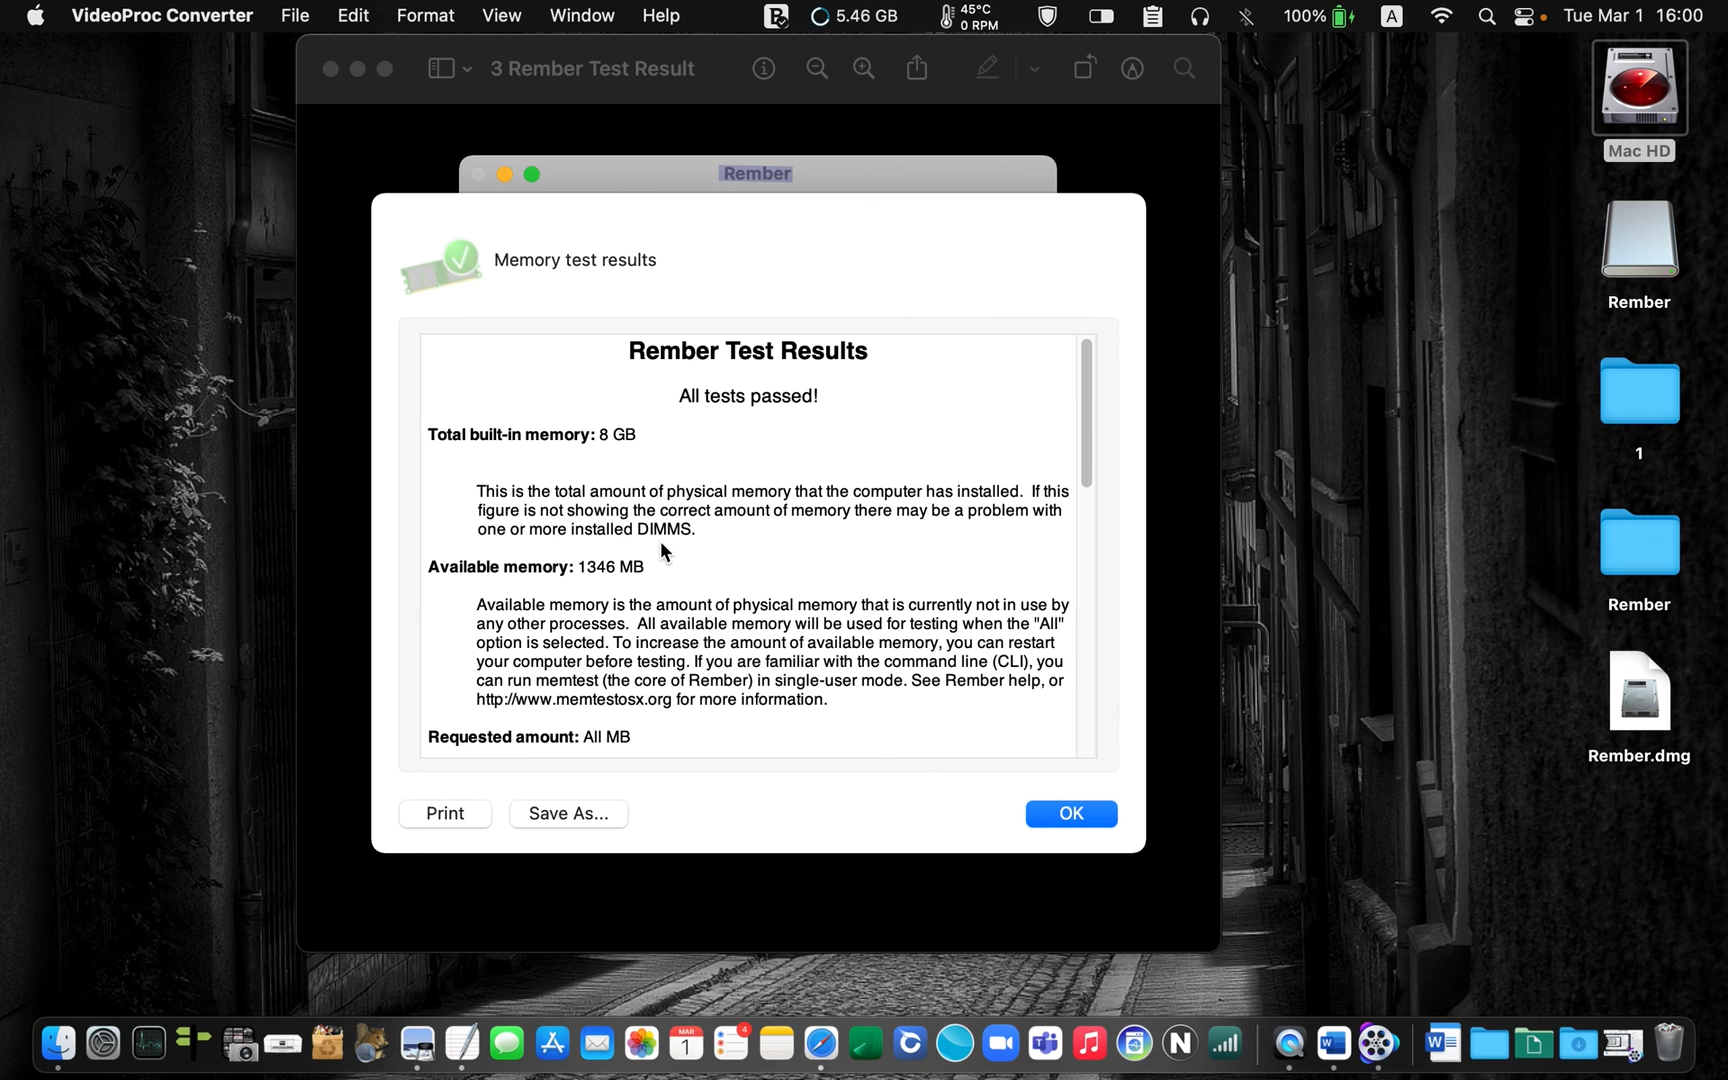 VideoProc Converter File Edit Format View Window Help 5.46 GB 45°C 0 RPM 100% A Tue Mar 1 16:00
3 Rember Test Result
Mac HD
Rember
Memory test results
Rember Test Results
All tests passed!
Total built-in memory: 8 GB
This is the total amount of physical memory that the computer has installed. If this
figure is not showing the correct amount of memory there may be a problem with
one or more installed DIMMS.
Available memory: 1346 MB
Available memory is the amount of physical memory that is currently not in use by
any other processes. All available memory will be used for testing when the "All"
option is selected. To increase the amount of available memory, you can restart
your computer before testing. If you are familiar with the command line (CLI), you
can run memtest (the core of Rember) in single-user mode. See Rember help, or
http://www.memtestosx.org for more information.
Requested amount: All MB
Print Save As... OK
Rember
1
Rember
Rember.dmg
MAR
1
4